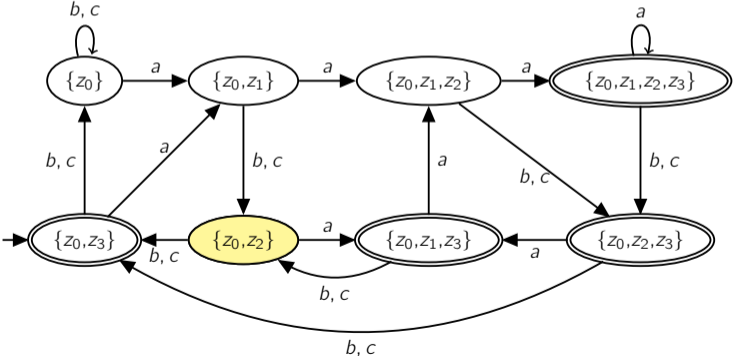 b, c
a
{z₀}
a
{z₀,z₁}
a
{z₀,z₁,z₂}
a
{z₀,z₁,z₂,z₃}
b, c
a
b, c
a
b, c
b, c
{z₀,z₃}
b, c
{z₀,z₂}
a
{z₀,z₁,z₃}
a
{z₀,z₂,z₃}
b, c
b, c